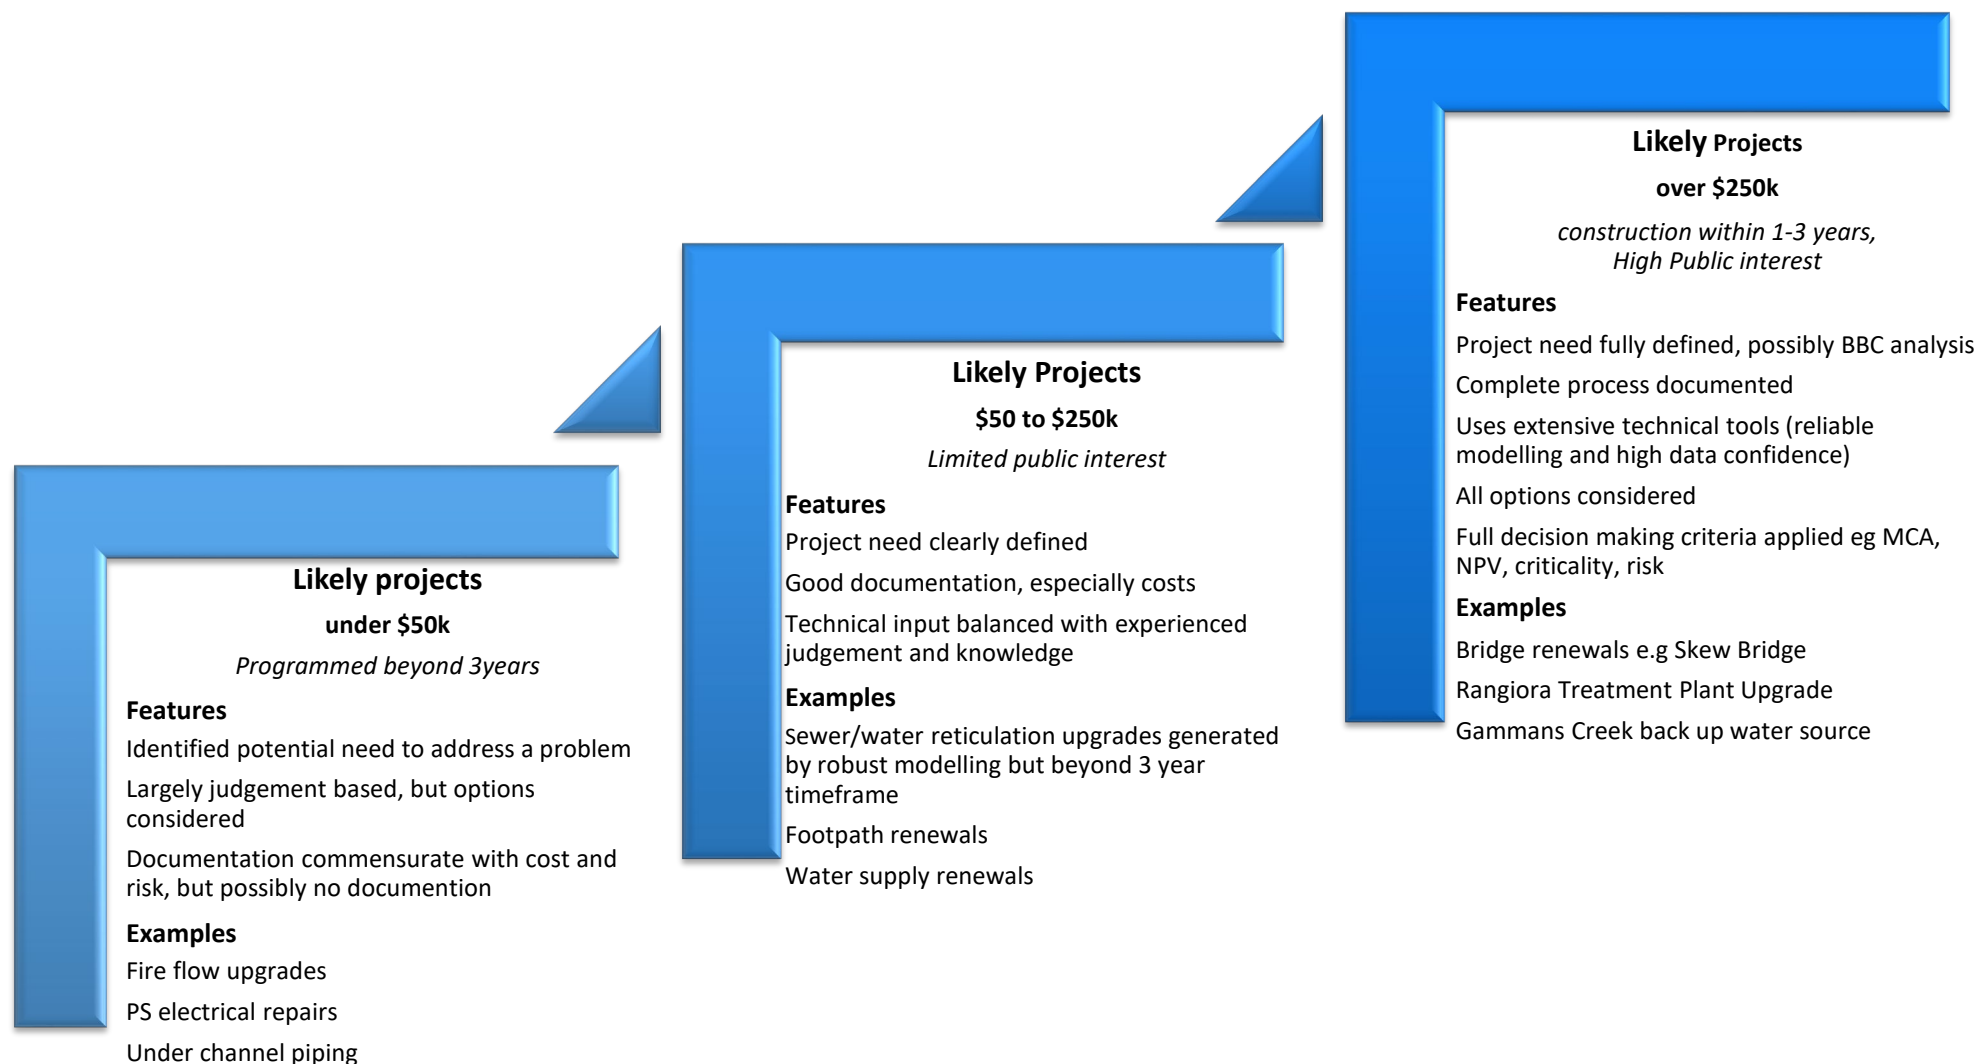 Likely projects
under $50k
Programmed beyond 3years
Features
Identified potential need to address a problem
Largely judgement based, but options
considered
Documentation commensurate with cost and
risk, but possibly no documention
Examples
Fire flow upgrades
PS electrical repairs
Under channel piping
Likely Projects
$50 to $250k
Limited public interest
Features
Project need clearly defined
Good documentation, especially costs
Technical input balanced with experienced
judgement and knowledge
Examples
Sewer/water reticulation upgrades generated
by robust modelling but beyond 3 year
timeframe
Footpath renewals
Water supply renewals
Likely Projects
over $250k
construction within 1-3 years,
High Public interest
Features
Project need fully defined, possibly BBC analysis
Complete process documented
Uses extensive technical tools (reliable
modelling and high data confidence)
All options considered
Full decision making criteria applied eg MCA,
NPV, criticality, risk
Examples
Bridge renewals e.g Skew Bridge
Rangiora Treatment Plant Upgrade
Gammans Creek back up water source